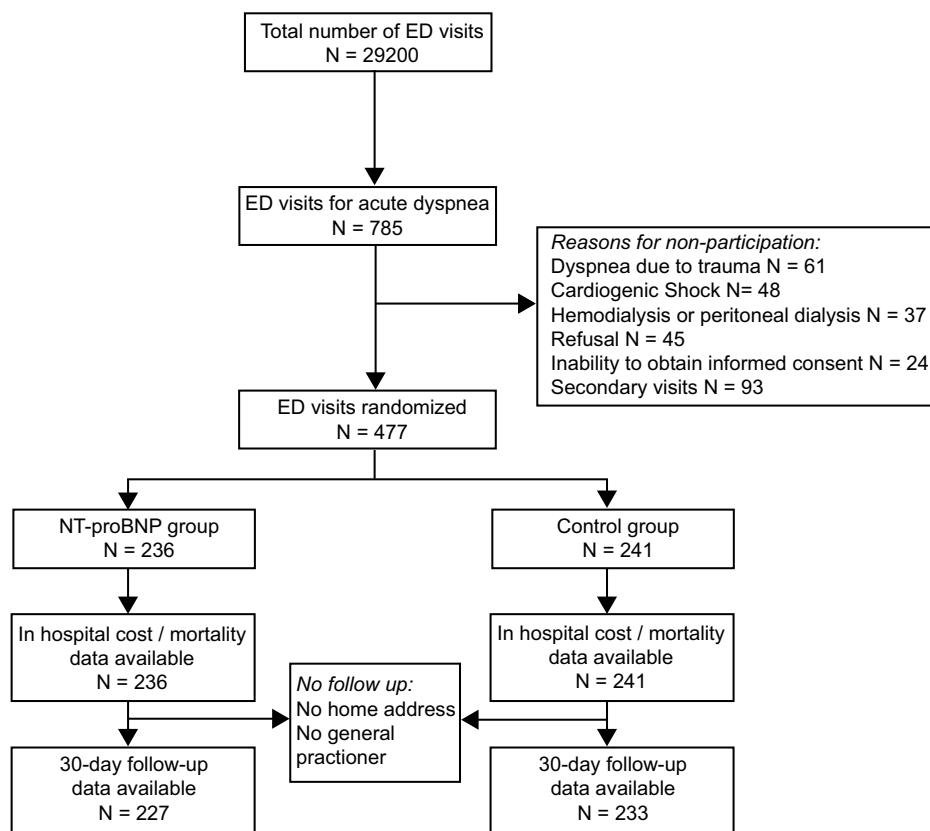 Total number of ED visits
N = 29200
ED visits for acute dyspnea
N = 785
Reasons for non-participation:
Dyspnea due to trauma N = 61
Cardiogenic Shock N= 48
Hemodialysis or peritoneal dialysis N = 37
Refusal N = 45
Inability to obtain informed consent N = 24
Secondary visits N = 93
ED visits randomized
N = 477
NT-proBNP group
N = 236
Control group
N = 241
In hospital cost / mortality
data available
N = 236
In hospital cost / mortality
data available
N = 241
No follow up:
No home address
No general
practioner
30-day follow-up
data available
N = 227
30-day follow-up
data available
N = 233